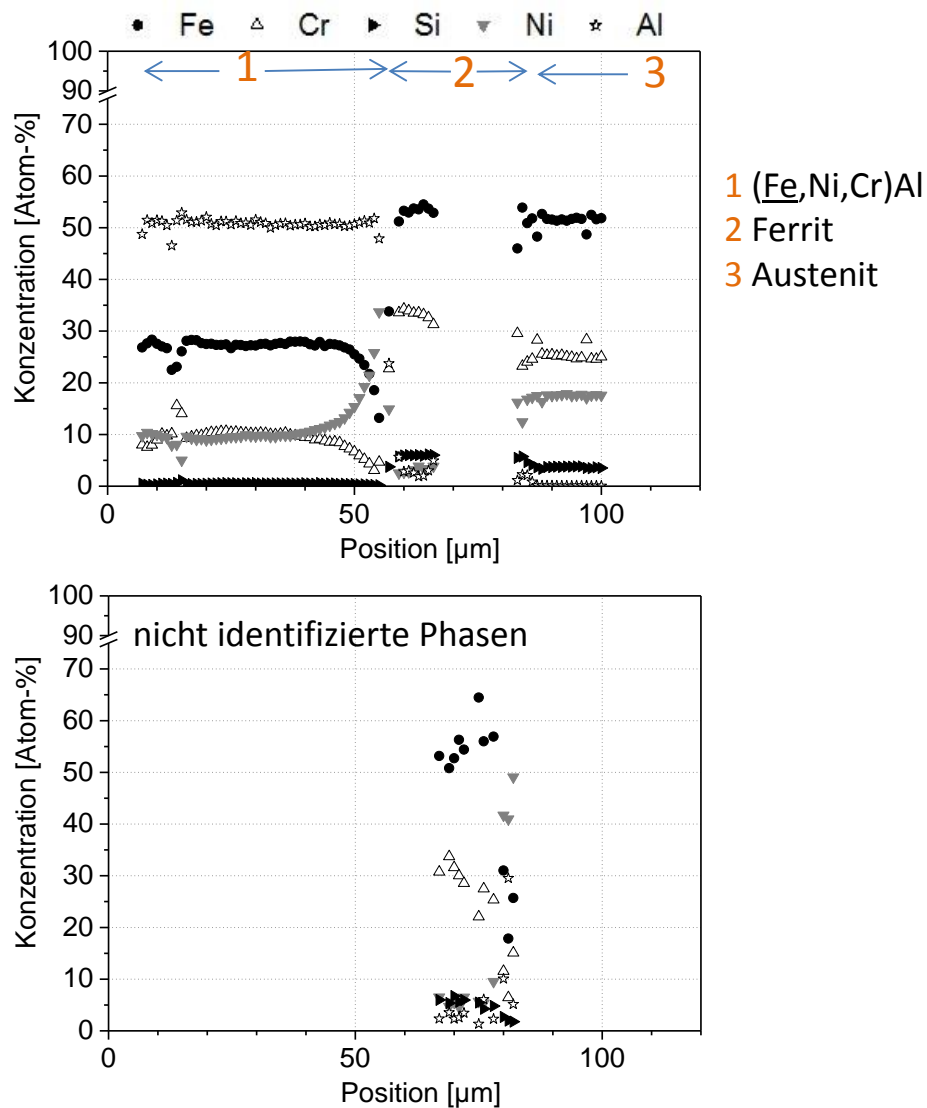 Fe Cr Si Ni Al
100
90
70
60
50
40
30
20
10
0
Konzentration [Atom-%]
1 2 3
0 50 100
Position [µm]
1 (Fe,Ni,Cr)Al
2 Ferrit
3 Austenit
100
90
70
60
50
40
30
20
10
0
Konzentration [Atom-%]
nicht identifizierte Phasen
0 50 100
Position [µm]